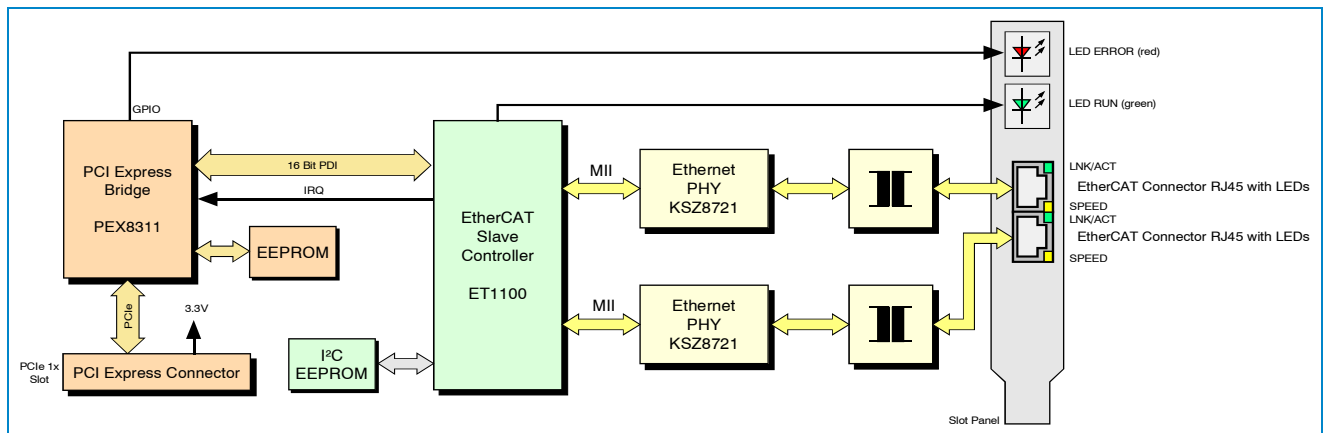 LED ERROR (red)
GPIO
LED RUN (green)
PCI Express
Bridge
PEX8311
16 Bit PDI
IRQ
EEPROM
PCIe
3.3V
PCIe 1x
Slot
PCI Express Connector
I²C
EEPROM
EtherCAT
Slave
Controller
ET1100
MII
Ethernet
PHY
KSZ8721
MII
Ethernet
PHY
KSZ8721
LNK/ACT
EtherCAT Connector RJ45 with LEDs
SPEED
LNK/ACT
EtherCAT Connector RJ45 with LEDs
SPEED
Slot Panel